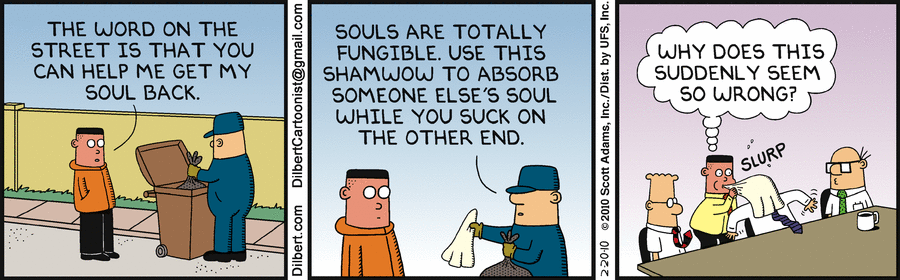 THE WORD ON THE
STREET IS THAT YOU
CAN HELP ME GET MY
SOUL BACK.
Dilbert.com DilbertCartoonist@gmail.com
SOULS ARE TOTALLY
FUNGIBLE. USE THIS
SHAMWOW TO ABSORB
SOMEONE ELSE'S SOUL
WHILE YOU SUCK ON
THE OTHER END.
2-20-10 ©2010 Scott Adams, Inc./Dist. by UFS, Inc.
WHY DOES THIS
SUDDENLY SEEM
SO WRONG?
SLURP